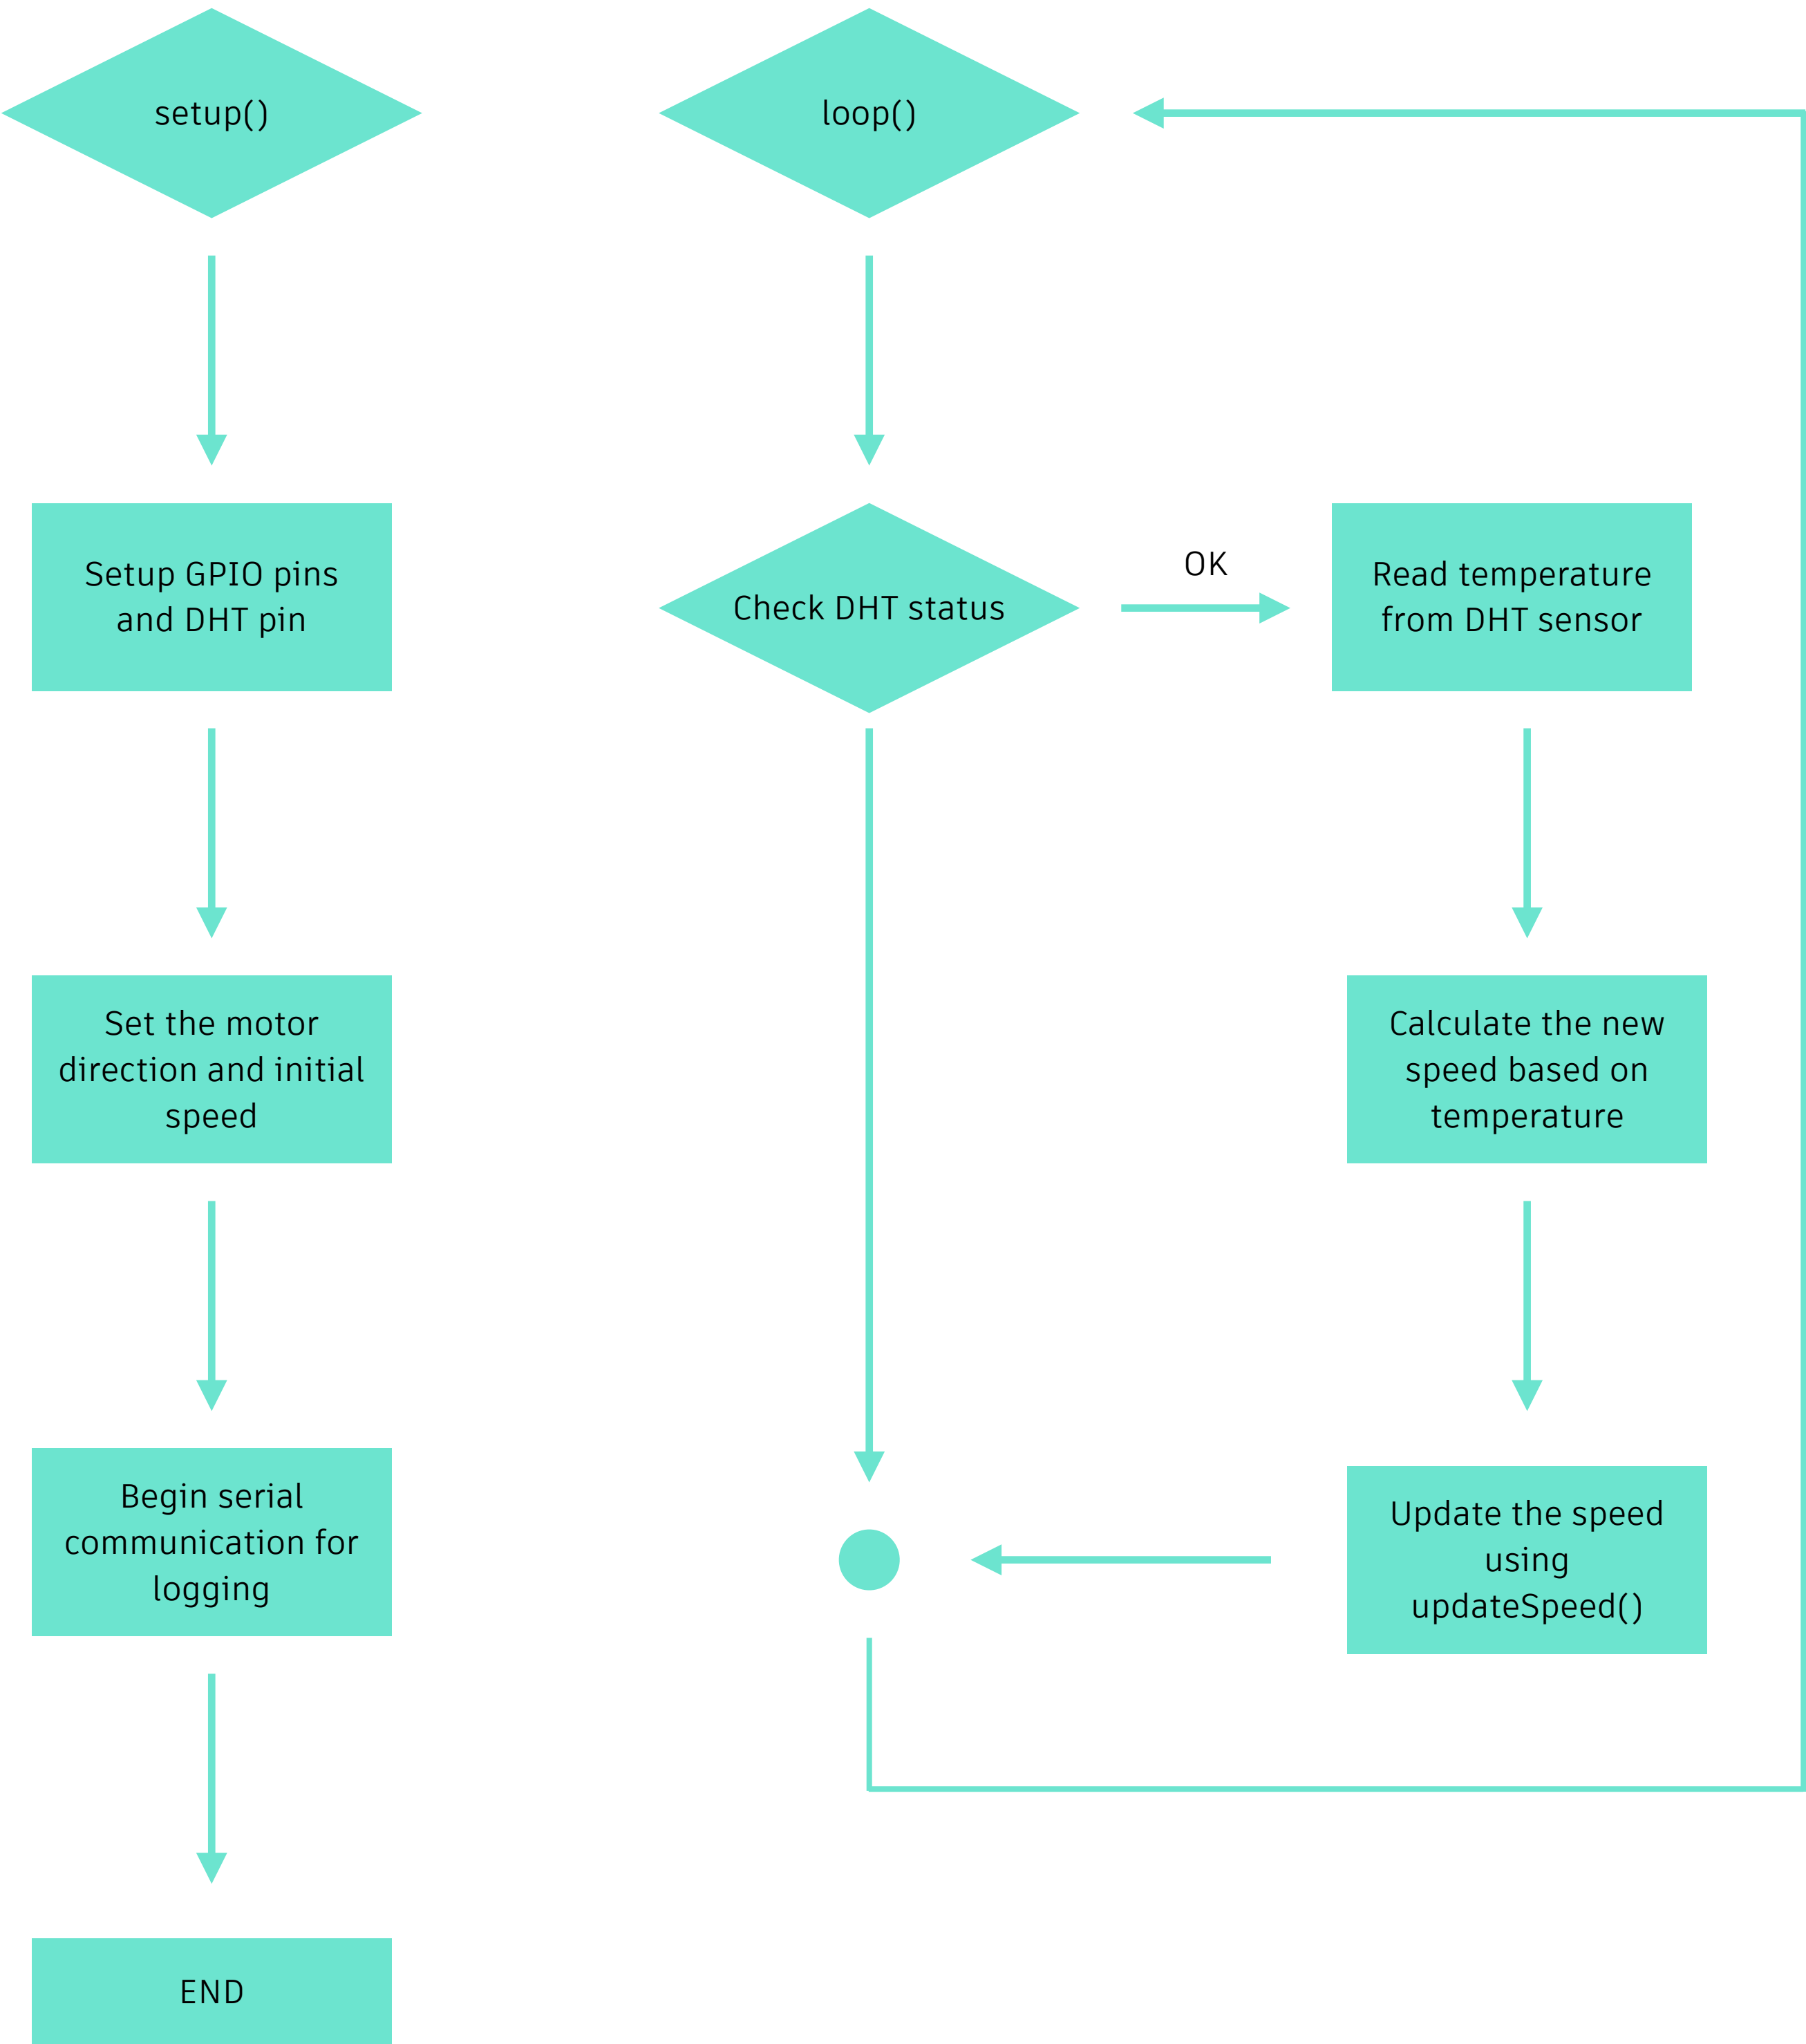 setup()
Setup GPIO pins
and DHT pin
Set the motor
direction and initial
speed
Begin serial
communication for
logging
END
loop()
Check DHT status
OK
Read temperature
from DHT sensor
Calculate the new
speed based on
temperature
Update the speed
using
updateSpeed()